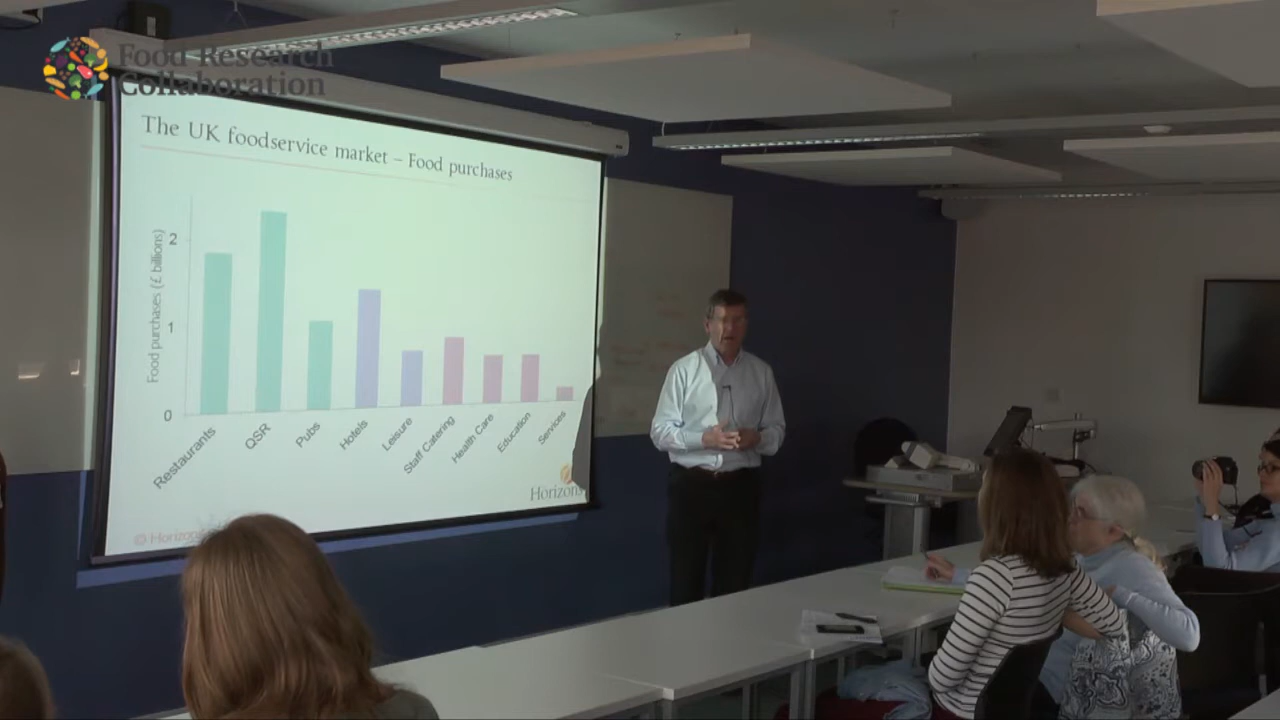 Food Research
Collaboration
The UK foodservice market – Food purchases
Food purchases (£ billions)
2
1
0
Restaurants
QSR
Pubs
Hotels
Leisure
Staff Catering
Health Care
Education
Services
Horizons
© Horizons